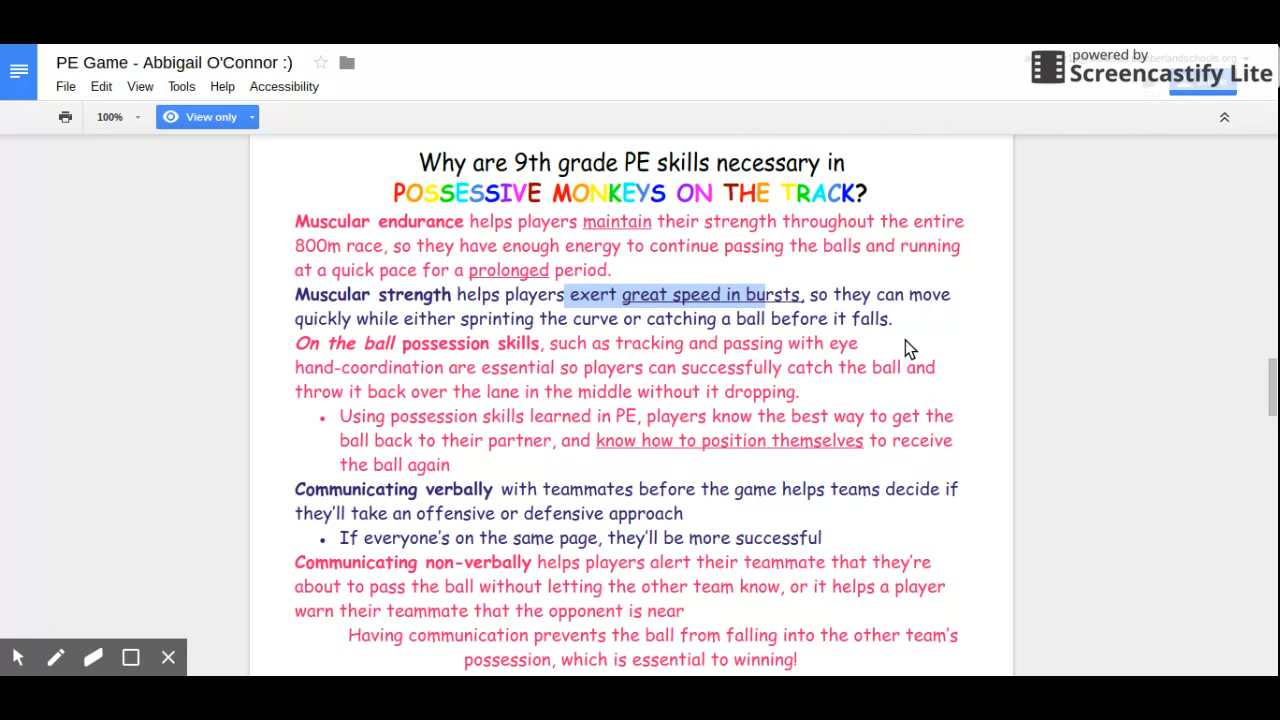 powered by
Screencastify Lite
PE Game - Abbigail O'Connor :)
File Edit View Tools Help Accessibility
100% View only
Why are 9th grade PE skills necessary in
POSSESSIVE MONKEYS ON THE TRACK?
Muscular endurance helps players maintain their strength throughout the entire
800m race, so they have enough energy to continue passing the balls and running
at a quick pace for a prolonged period.
Muscular strength helps players exert great speed in bursts, so they can move
quickly while either sprinting the curve or catching a ball before it falls.
On the ball possession skills, such as tracking and passing with eye
hand-coordination are essential so players can successfully catch the ball and
throw it back over the lane in the middle without it dropping.
• Using possession skills learned in PE, players know the best way to get the
ball back to their partner, and know how to position themselves to receive
the ball again
Communicating verbally with teammates before the game helps teams decide if
they'll take an offensive or defensive approach
• If everyone's on the same page, they'll be more successful
Communicating non-verbally helps players alert their teammate that they're
about to pass the ball without letting the other team know, or it helps a player
warn their teammate that the opponent is near
Having communication prevents the ball from falling into the other team's
possession, which is essential to winning!